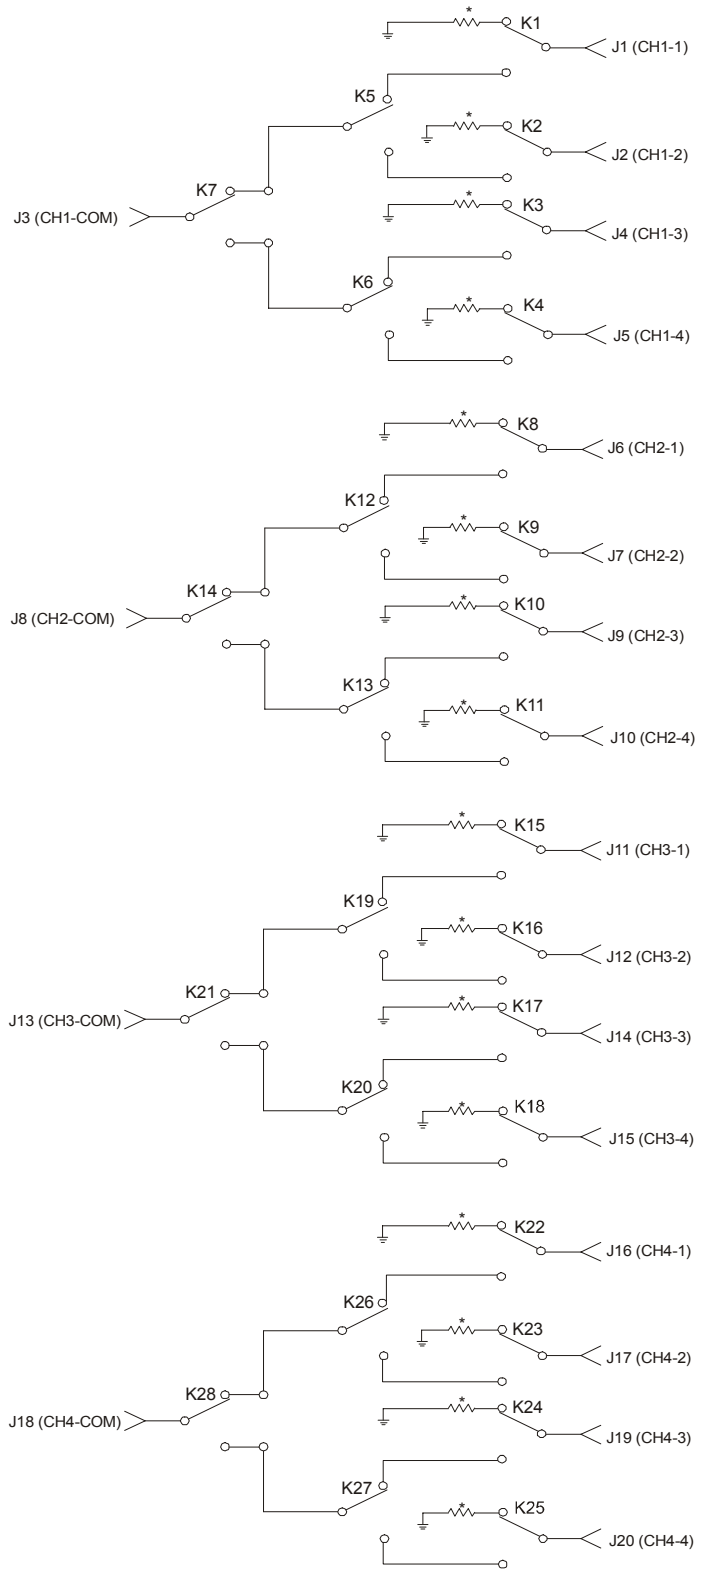 *
K1
J1 (CH1-1)
K5
*
K2
J2 (CH1-2)
K7
*
K3
J3 (CH1-COM)
J4 (CH1-3)
K6
*
K4
J5 (CH1-4)
*
K8
J6 (CH2-1)
K12
*
K9
J7 (CH2-2)
K14
*
K10
J8 (CH2-COM)
J9 (CH2-3)
K13
*
K11
J10 (CH2-4)
*
K15
J11 (CH3-1)
K19
*
K16
J12 (CH3-2)
K21
*
K17
J13 (CH3-COM)
J14 (CH3-3)
K20
*
K18
J15 (CH3-4)
*
K22
J16 (CH4-1)
K26
*
K23
J17 (CH4-2)
K28
*
K24
J18 (CH4-COM)
J19 (CH4-3)
K27
*
K25
J20 (CH4-4)